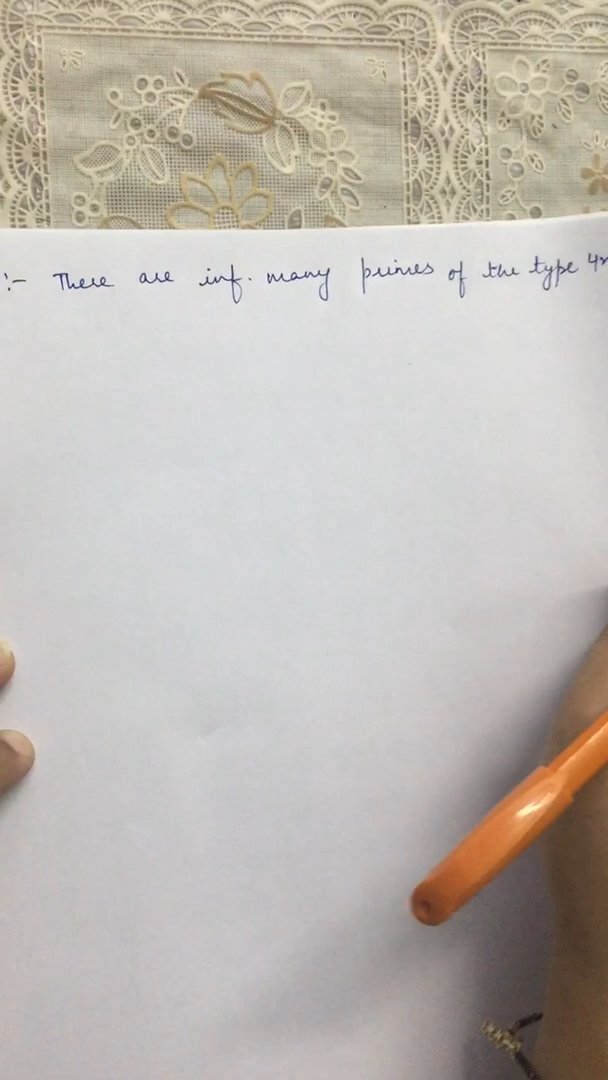 :- There are inf. many primes of the type 4n